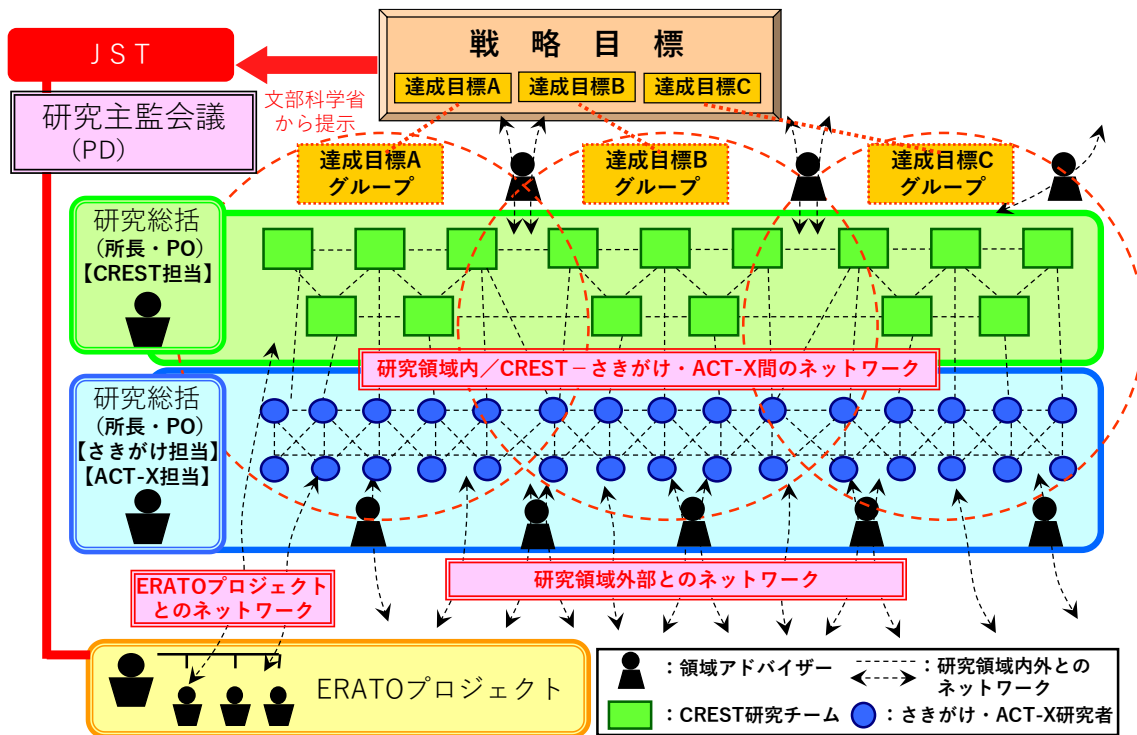 戦略目標
達成目標A
達成目標B
達成目標C
JST
研究主監会議
（PD）
文部科学省
から提示
達成目標A
グループ
達成目標B
グループ
達成目標C
グループ
研究総括
（所長・PO）
【CREST担当】
研究領域内／CREST－さきがけ・ACT-X間のネットワーク
研究総括
（所長・PO）
【さきがけ担当】
【ACT-X担当】
ERATOプロジェクト
とのネットワーク
研究領域外部とのネットワーク
ERATOプロジェクト
：領域アドバイザー
：研究領域内外との
ネットワーク
：CREST研究チーム
：さきがけ・ACT-X研究者